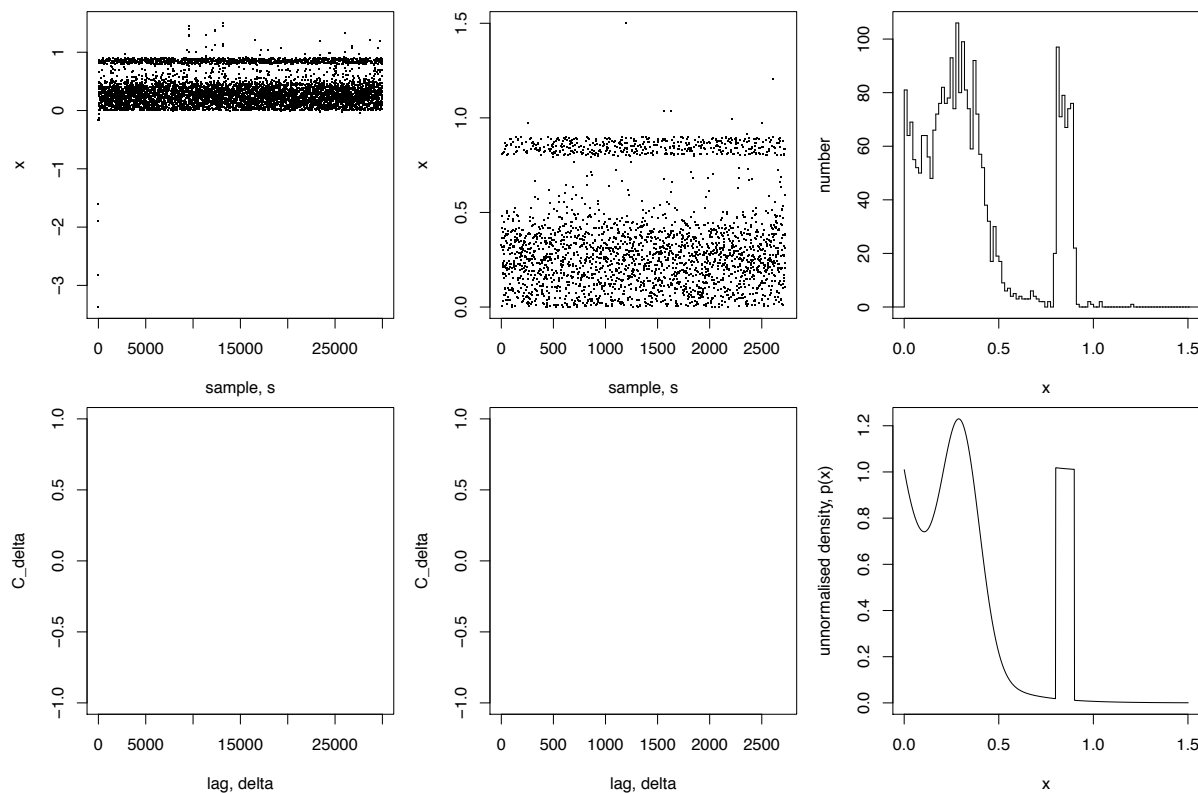 x
1
0
−1
−2
−3
0 5000 15000 25000
sample, s
x
1.5
1.0
0.5
0.0
0 500 1000 1500 2000 2500
sample, s
number
100
80
60
40
20
0
0.0 0.5 1.0 1.5
x
C_delta
1.0
0.5
0.0
−0.5
−1.0
0 5000 15000 25000
lag, delta
C_delta
1.0
0.5
0.0
−0.5
−1.0
0 500 1000 1500 2000 2500
lag, delta
unnormalised density, p(x)
1.2
1.0
0.8
0.6
0.4
0.2
0.0
0.0 0.5 1.0 1.5
x